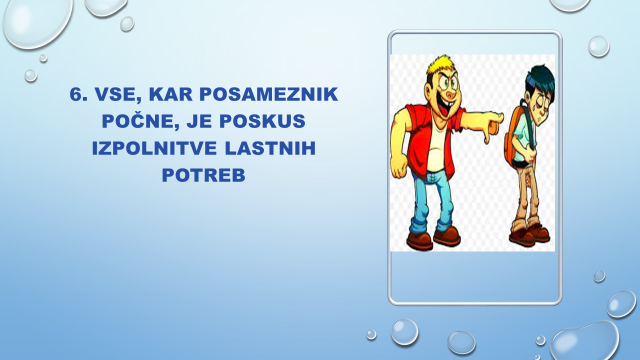 6. VSE, KAR POSAMEZNIK
POČNE, JE POSKUS
IZPOLNITVE LASTNIH
POTREB